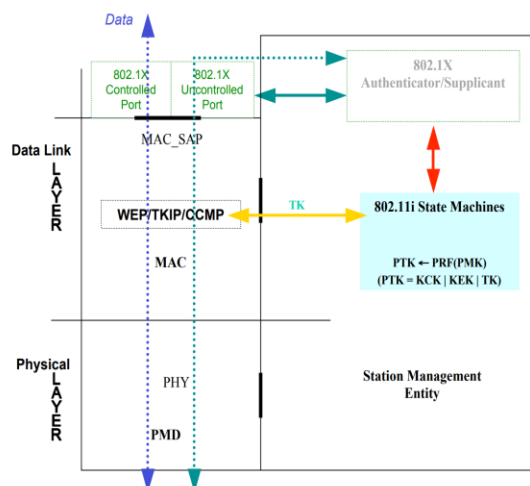 Data
802.1X
Controlled
Port
802.1X
Uncontrolled
Port
802.1X
Authenticator/Supplicant
MAC_SAP
Data Link
LAYER
WEP/TKIP/CCMP
TK
802.11i State Machines
MAC
PTK ← PRF(PMK)
(PTK = KCK | KEK | TK)
Physical
LAYER
PHY
Station Management
Entity
PMD